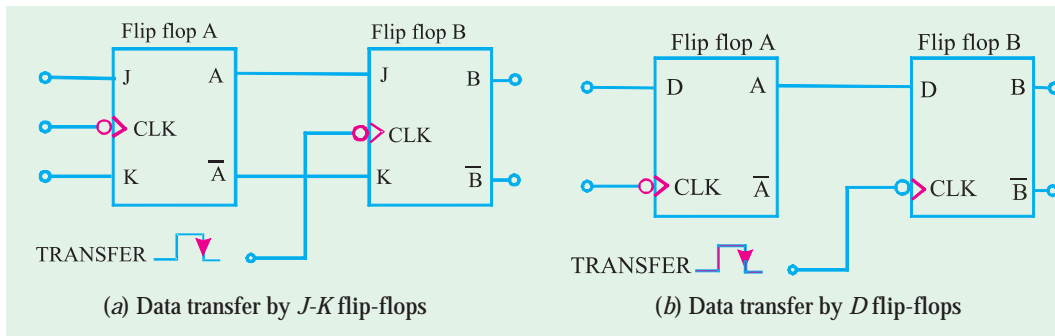 Flip flop A
Flip flop B
J
A
J
B
CLK
CLK
K
A̅
K
B̅
TRANSFER
(a) Data transfer by J-K flip-flops
Flip flop A
Flip flop B
D
A
D
B
CLK
A̅
CLK
B̅
TRANSFER
(b) Data transfer by D flip-flops